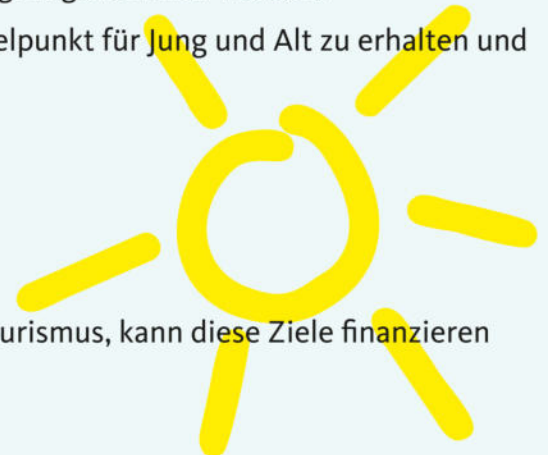 elpunkt für Jung und Alt zu erhalten und
urismus, kann diese Ziele finanzieren